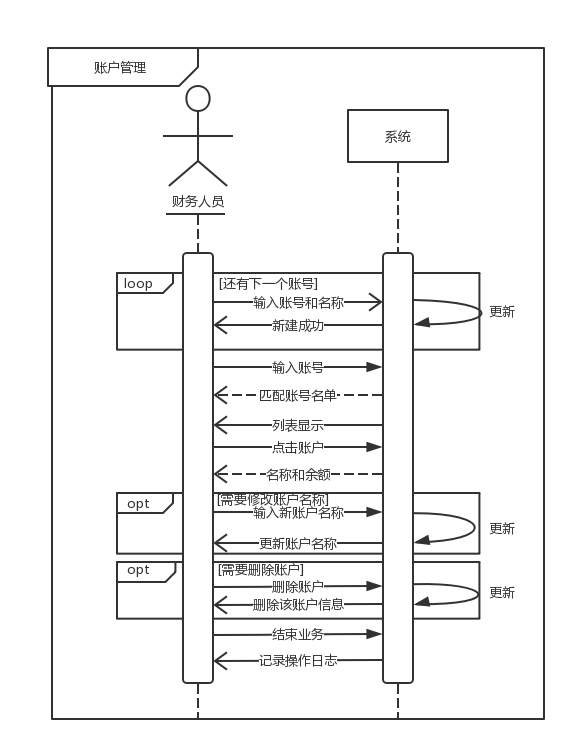 账户管理
系统
财务人员
loop
[还有下一个账号]
输入账号和名称
更新
新建成功
输入账号
匹配账号名单
列表显示
点击账户
名称和余额
opt
[需要修改账户名称]
输入新账户名称
更新
更新账户名称
opt
[需要删除账户]
删除账户
更新
删除该账户信息
结束业务
记录操作日志